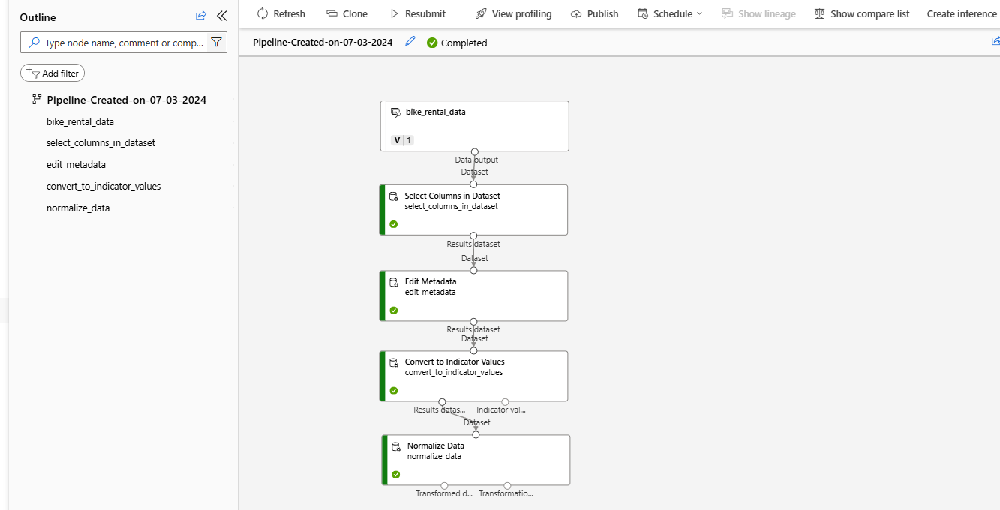 Outline
Type node name, comment or comp...
Add filter
Pipeline-Created-on-07-03-2024
bike_rental_data
select_columns_in_dataset
edit_metadata
convert_to_indicator_values
normalize_data
Refresh
Clone
Resubmit
View profiling
Publish
Schedule
Show lineage
Show compare list
Create inference
Pipeline-Created-on-07-03-2024
Completed
bike_rental_data
V | 1
Data output
Dataset
Select Columns in Dataset
select_columns_in_dataset
Results dataset
Dataset
Edit Metadata
edit_metadata
Results dataset
Dataset
Convert to Indicator Values
convert_to_indicator_values
Results datas... Indicator val...
Dataset
Normalize Data
normalize_data
Transformed d... Transformatio...